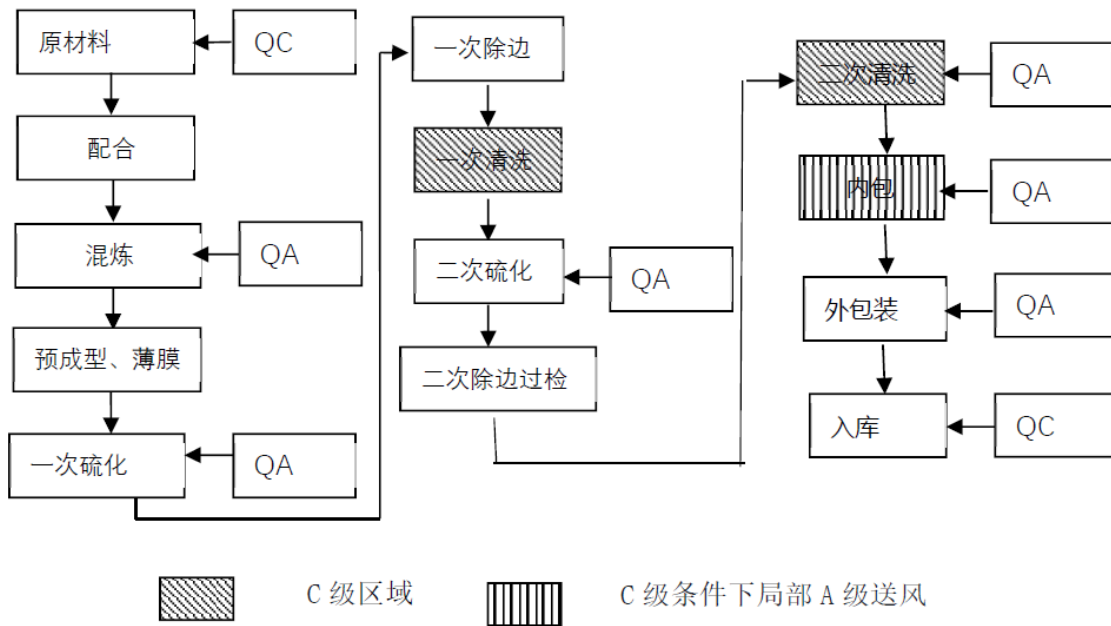 原材料
QC
配合
混炼
QA
预成型、薄膜
一次硫化
QA
一次除边
一次清洗
二次硫化
QA
二次除边过检
二次清洗
QA
内包
QA
外包装
QA
入库
QC
C 级区域
C 级条件下局部 A 级送风